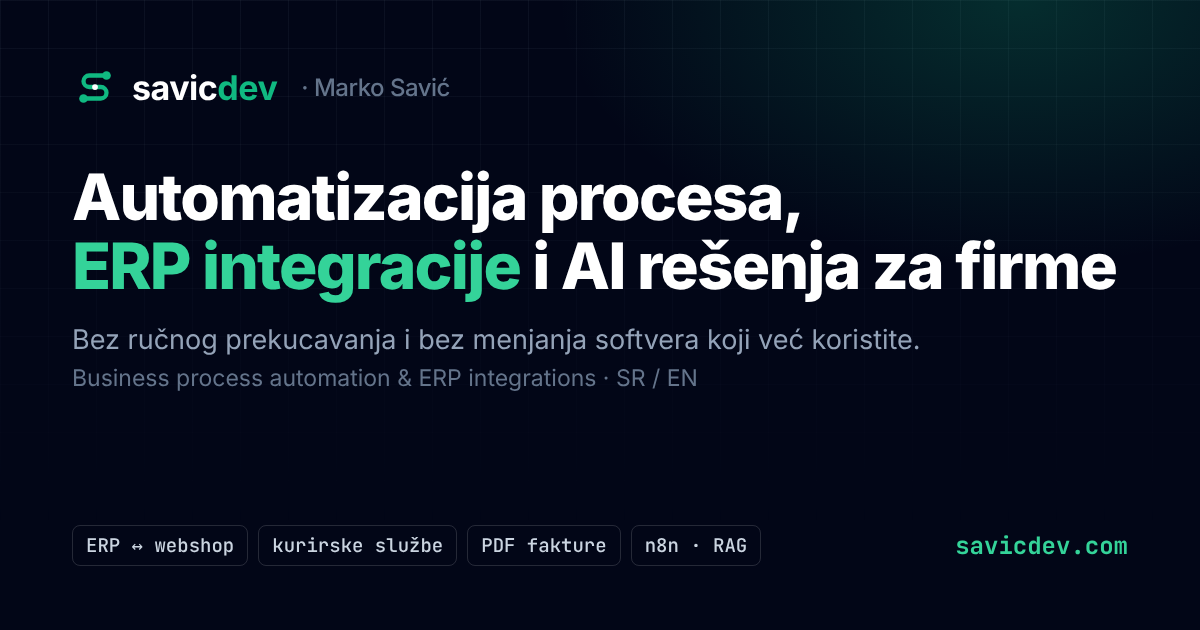 savicdev · Marko Savić
Automatizacija procesa,
ERP integracije i AI rešenja za firme
Bez ručnog prekucavanja i bez menjanja softvera koji već koristite.
Business process automation & ERP integrations · SR / EN
ERP ↔ webshop kurirske službe PDF fakture n8n · RAG savicdev.com